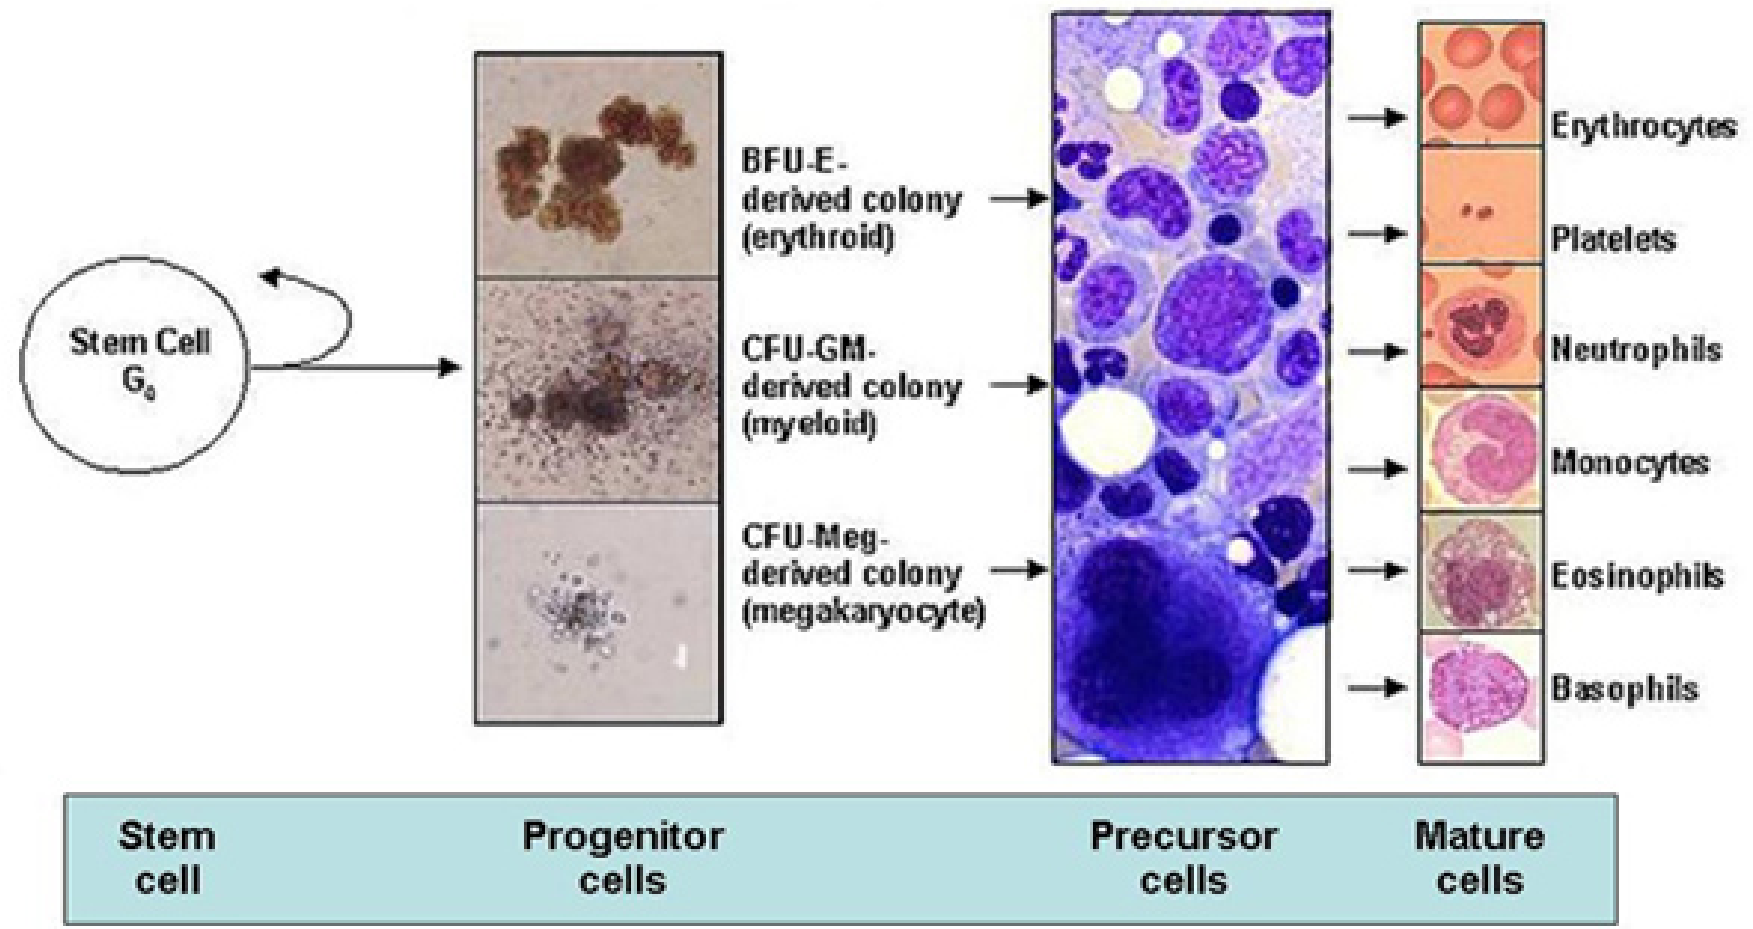 Stem Cell
G0
BFU-E-
derived colony
(erythroid)
CFU-GM-
derived colony
(myeloid)
CFU-Meg-
derived colony
(megakaryocyte)
Erythrocytes
Platelets
Neutrophils
Monocytes
Eosinophils
Basophils
Stem
cell
Progenitor
cells
Precursor
cells
Mature
cells